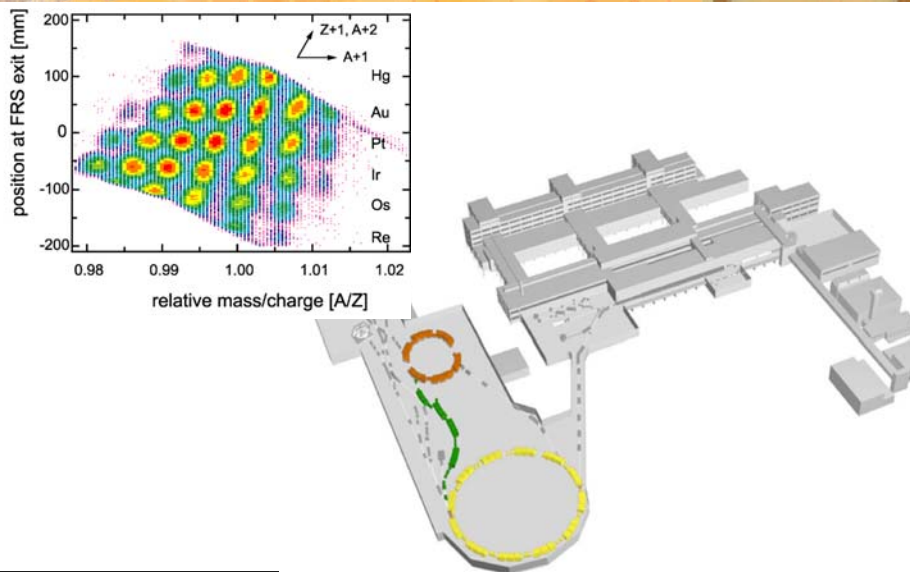 position at FRS exit [mm]
200
100
0
-100
-200
Z+1, A+2
A+1
Hg
Au
Pt
Ir
Os
Re
0.98
0.99
1.00
1.01
1.02
relative mass/charge [A/Z]